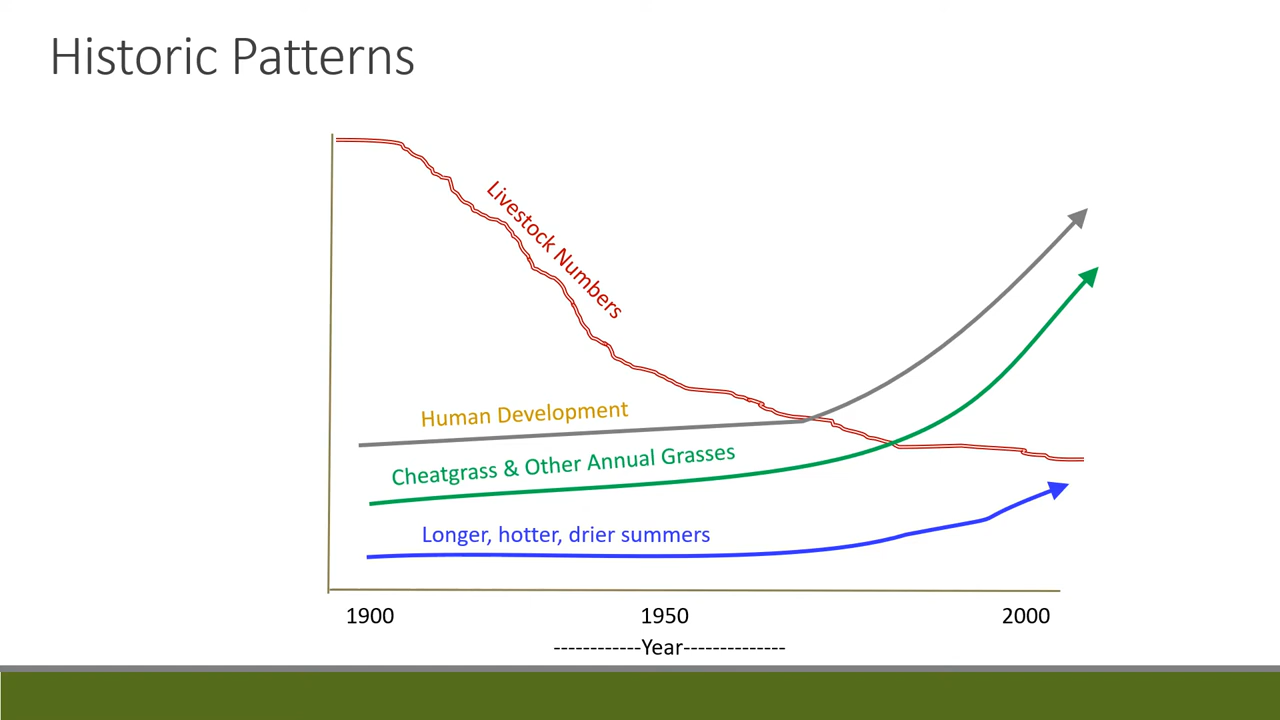 Historic Patterns
Livestock Numbers
Human Development
Cheatgrass & Other Annual Grasses
Longer, hotter, drier summers
1900 1950 2000
------------Year--------------